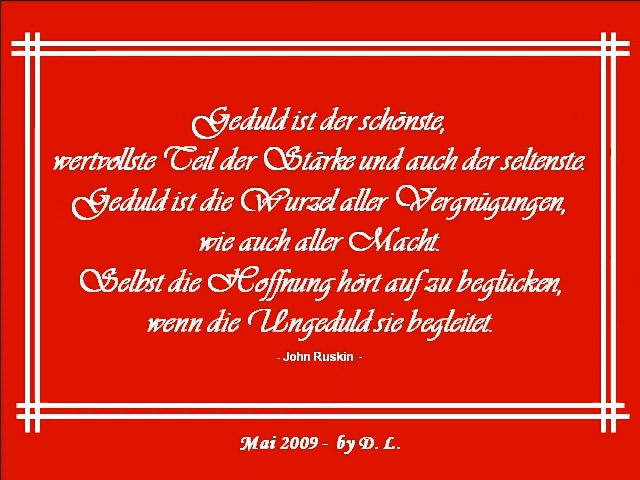 Geduld ist der schönste,
wertvollste Teil der Stärke und auch der seltenste.
Geduld ist die Wurzel aller Vergnügungen,
wie auch aller Macht.
Selbst die Hoffnung hört auf zu beglücken,
wenn die Ungeduld sie begleitet.
- John Ruskin -
Mai 2009 - by D. L.